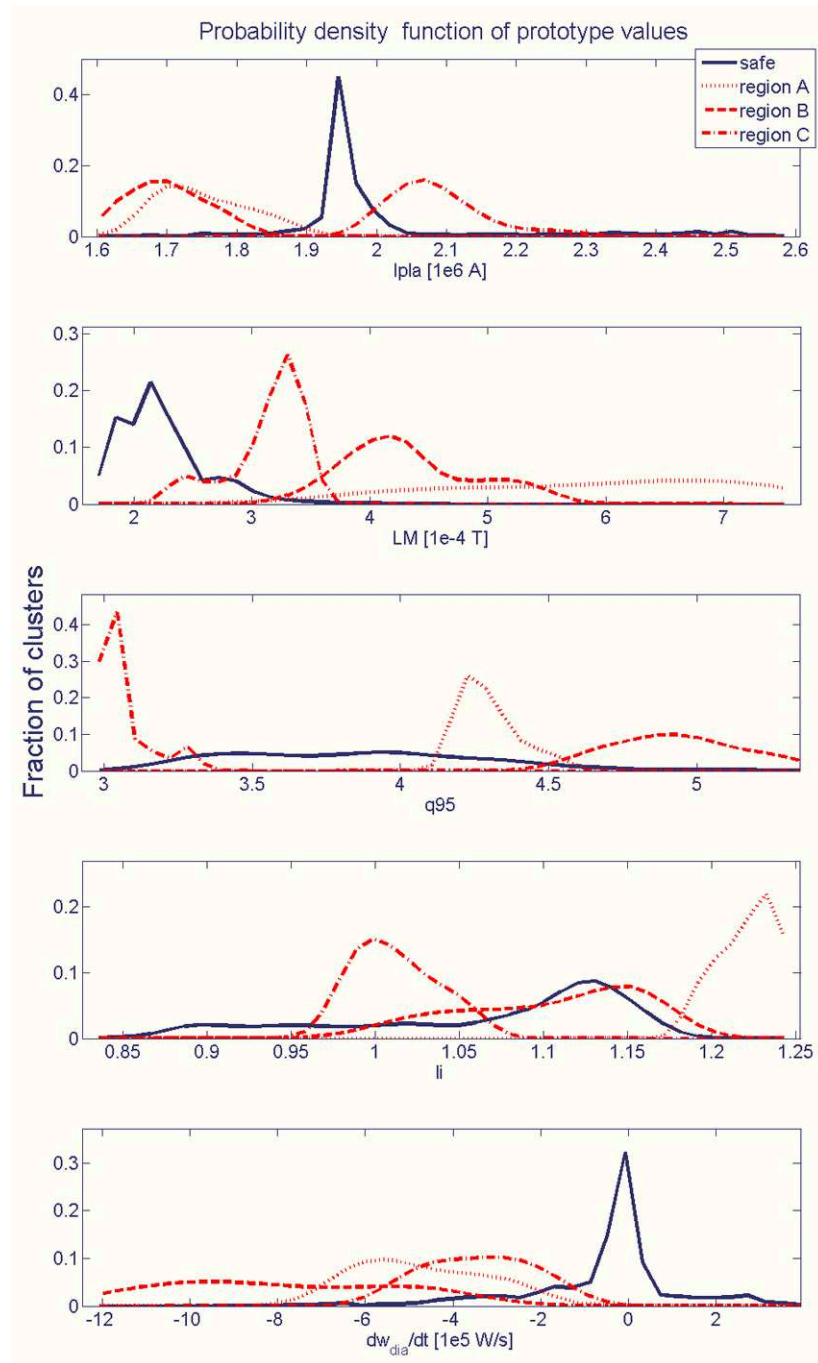 Probability density function of prototype values
safe
region A
region B
region C
0.4
0.2
0
1.6 1.7 1.8 1.9 2 2.1 2.2 2.3 2.4 2.5 2.6
Ipla [1e6 A]
0.3
0.2
0.1
0
2 3 4 5 6 7
LM [1e-4 T]
Fraction of clusters
0.4
0.3
0.2
0.1
0
3 3.5 4 4.5 5
q95
0.2
0.1
0
0.85 0.9 0.95 1 1.05 1.1 1.15 1.2 1.25
li
0.3
0.2
0.1
0
-12 -10 -8 -6 -4 -2 0 2
dw_dia/dt [1e5 W/s]